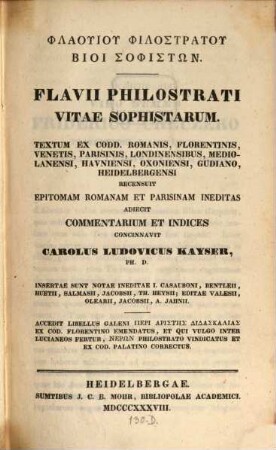 ΦΛΑΟΥΙΟΥ ΦΙΛΟΣΤΡΑΤΟΥ
ΒΙΟΙ ΣΟΦΙΣΤΩΝ.
FLAVII PHILOSTRATI
VITAE SOPHISTARUM.
TEXTUM EX CODD. ROMANIS, FLORENTINIS,
VENETIS, PARISINIS, LONDINENSIBUS, MEDIO-
LANENSI, HAVNIENSI, OXONIENSI, GUDIANO,
HEIDELBERGENSI
RECENSUIT
EPITOMAM ROMANAM ET PARISINAM INEDITAS
ADIECIT
COMMENTARIUM ET INDICES
CONCINNAVIT
CAROLUS LUDOVICUS KAYSER,
PH. D.
INSERTAE SUNT NOTAE INEDITAE I. CASAUBONI, BENTLEII,
HUETII, SALMASII, JACOBSII, TH. HEYSII; EDITAE VALESII,
OLEARII, JACOBSII, A. JAHNII.
ACCEDIT LIBELLUS GALENI ΠΕΡΙ ΑΡΙΣΤΗΣ ΔΙΔΑΣΚΑΛΙΑΣ
EX COD. FLORENTINO EMENDATUS, ET QUI VULGO INTER
LUCIANEOS FERTUR, ΝΕΡΩΝ PHILOSTRATO VINDICATUS ET
EX COD. PALATINO CORRECTUS.
HEIDELBERGAE.
SUMTIBUS J. C. B. MOHR, BIBLIOPOLAE ACADEMICI.
MDCCCXXXVIII.